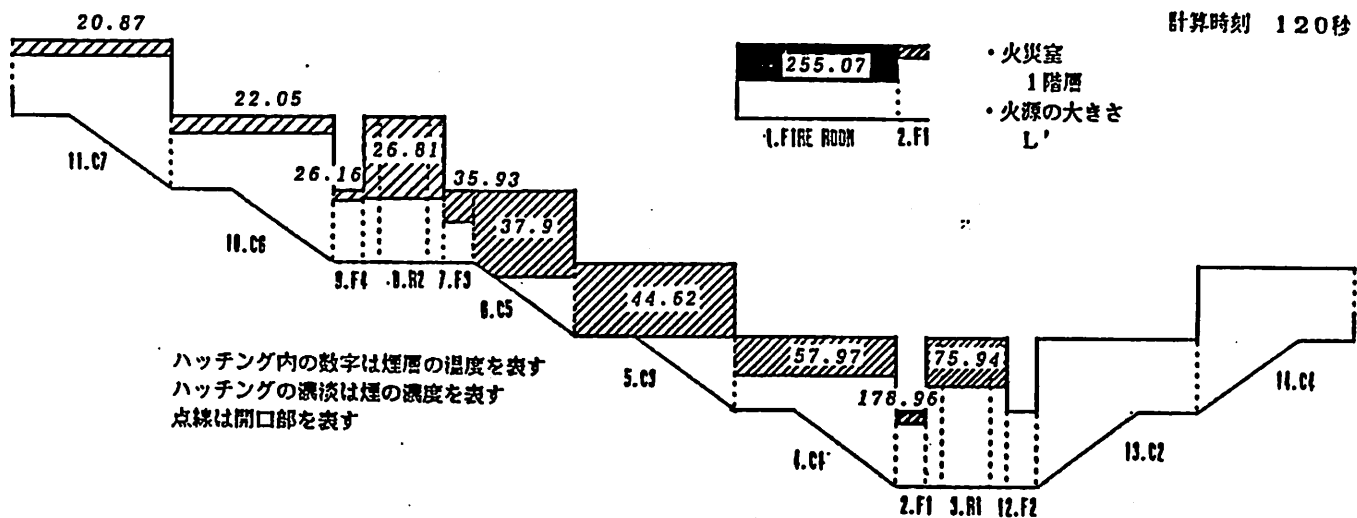 計算時刻 120秒
20.87
255.07
・火災室
1階層
・火源の大きさ
L'
1.FIRE ROOM
2.F1
22.05
11.C7
26.16
26.81
35.93
37.9
10.C6
9.F4
8.R2
7.F3
6.C5
44.62
ハッチング内の数字は煙層の温度を表す
ハッチングの濃淡は煙の濃度を表す
点線は開口部を表す
57.97
75.94
5.C3
178.96
14.C4
13.C2
2.F1
3.R1
12.F2